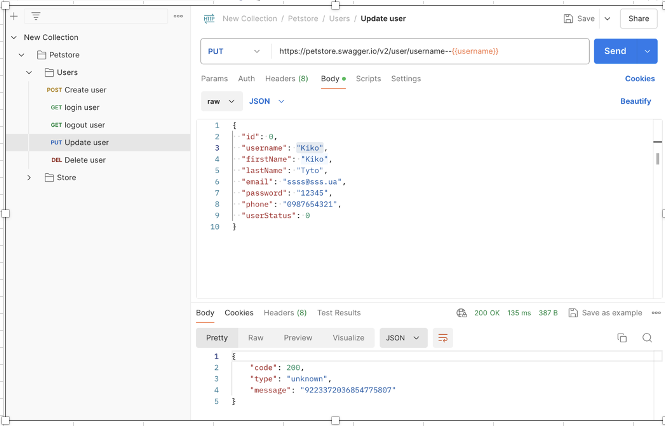 New Collection / Petstore / Users / Update user
Save
Share
New Collection
Petstore
Users
POST Create user
GET login user
GET logout user
PUT Update user
DEL Delete user
Store
PUT
https://petstore.swagger.io/v2/user/username--{{username}}
Send
Params Auth Headers (8) Body Scripts Settings
Cookies
raw JSON
Beautify
1 {
2 "id": 0,
3 "username": "Kiko",
4 "firstName": "Kiko",
5 "lastName": "Tyto",
6 "email": "ssss@sss.ua",
7 "password": "12345",
8 "phone": "0987654321",
9 "userStatus": 0
10 }
Body Cookies Headers (8) Test Results
200 OK 135 ms 387 B Save as example
Pretty Raw Preview Visualize JSON
1 {
2 "code": 200,
3 "type": "unknown",
4 "message": "9223372036854775807"
5 }